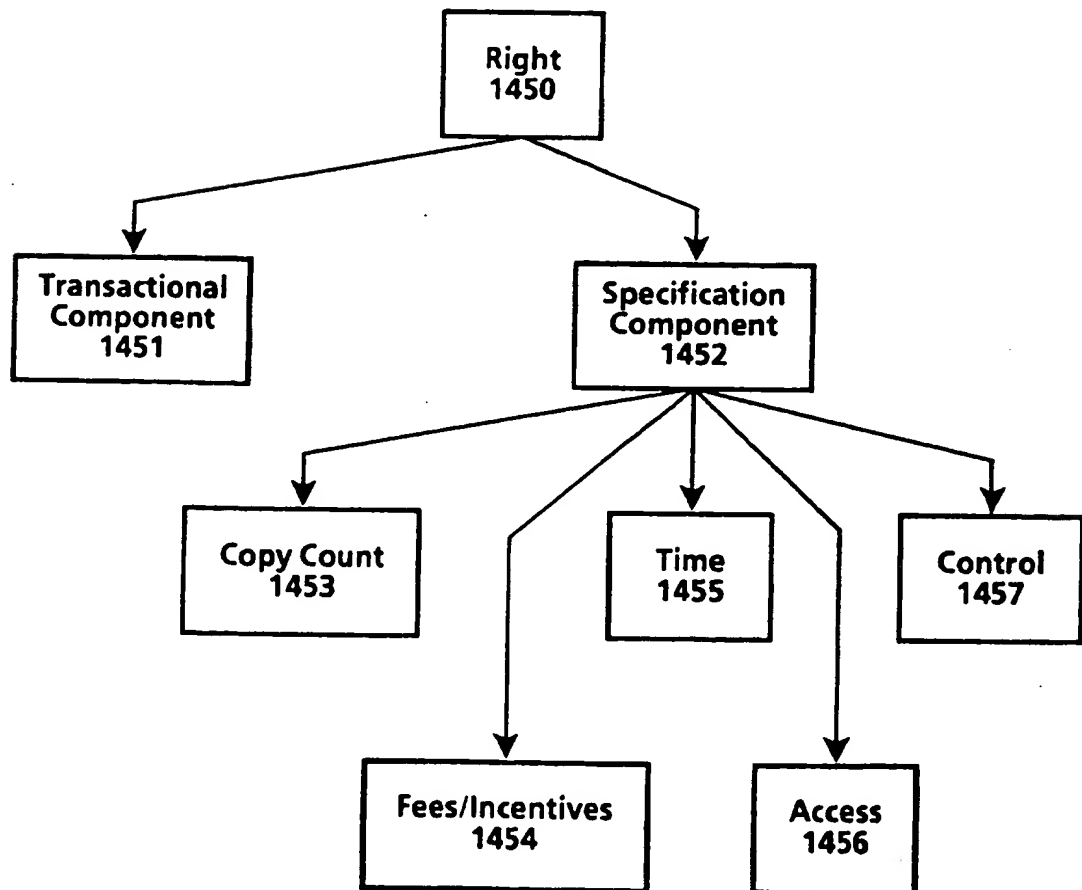 Right
1450
Transactional
Component
1451
Specification
Component
1452
Copy Count
1453
Time
1455
Control
1457
Fees/Incentives
1454
Access
1456